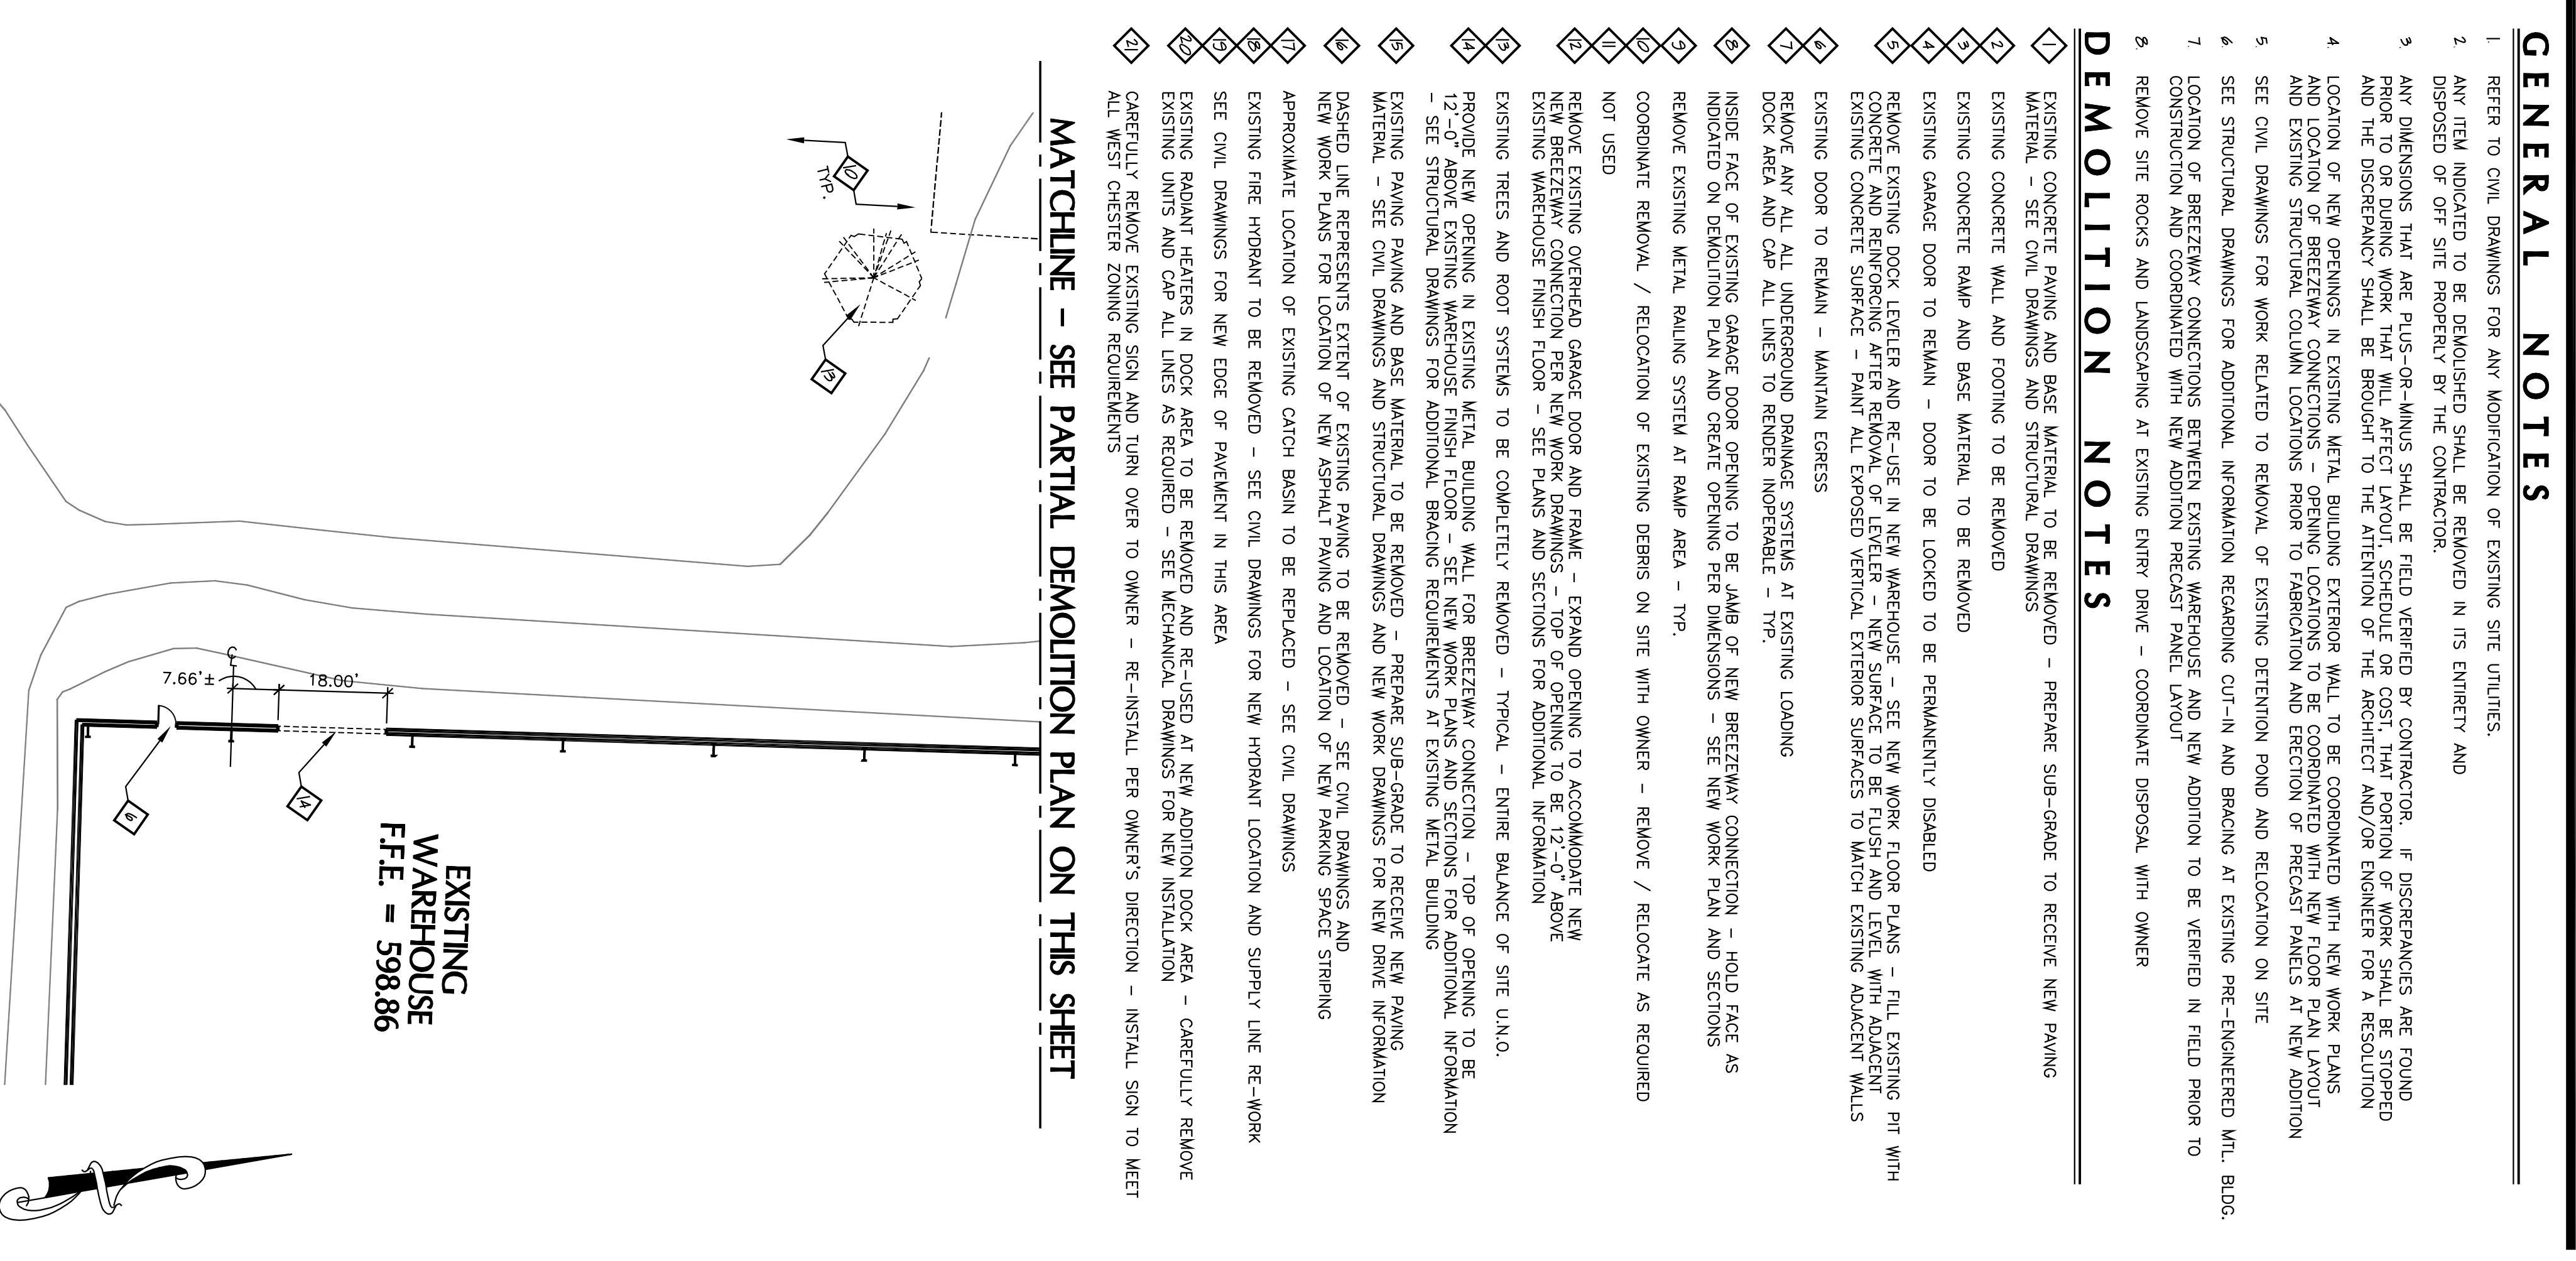 GENERAL NOTES
1. REFER TO CIVIL DRAWINGS FOR ANY MODIFICATION OF EXISTING SITE UTILITIES.
2. ANY ITEM INDICATED TO BE DEMOLISHED SHALL BE REMOVED IN ITS ENTIRETY AND
DISPOSED OF OFF SITE PROPERLY BY THE CONTRACTOR.
3. ANY DIMENSIONS THAT ARE PLUS-OR-MINUS SHALL BE FIELD VERIFIED BY CONTRACTOR. IF DISCREPANCIES ARE FOUND
PRIOR TO OR DURING WORK THAT WILL AFFECT LAYOUT, SCHEDULE OR COST, THAT PORTION OF WORK SHALL BE STOPPED
AND THE DISCREPANCY SHALL BE BROUGHT TO THE ATTENTION OF THE ARCHITECT AND/OR ENGINEER FOR A RESOLUTION
4. LOCATION OF NEW OPENINGS IN EXISTING METAL BUILDING EXTERIOR WALL TO BE COORDINATED WITH NEW WORK PLANS
AND LOCATION OF BREEZEWAY CONNECTIONS - OPENING LOCATIONS TO BE COORDINATED WITH NEW FLOOR PLAN LAYOUT
AND EXISTING STRUCTURAL COLUMN LOCATIONS PRIOR TO FABRICATION AND ERECTION OF PRECAST PANELS AT NEW ADDITION
5. SEE CIVIL DRAWINGS FOR WORK RELATED TO REMOVAL OF EXISTING DETENTION POND AND RELOCATION ON SITE
6. SEE STRUCTURAL DRAWINGS FOR ADDITIONAL INFORMATION REGARDING CUT-IN AND BRACING AT EXISTING PRE-ENGINEERED MTL. BLDG.
7. LOCATION OF BREEZEWAY CONNECTIONS BETWEEN EXISTING WAREHOUSE AND NEW ADDITION TO BE VERIFIED IN FIELD PRIOR TO
CONSTRUCTION AND COORDINATED WITH NEW ADDITION PRECAST PANEL LAYOUT
8. REMOVE SITE ROCKS AND LANDSCAPING AT EXISTING ENTRY DRIVE - COORDINATE DISPOSAL WITH OWNER
DEMOLITION NOTES
1 EXISTING CONCRETE PAVING AND BASE MATERIAL TO BE REMOVED - PREPARE SUB-GRADE TO RECEIVE NEW PAVING
MATERIAL - SEE CIVIL DRAWINGS AND STRUCTURAL DRAWINGS
2 EXISTING CONCRETE WALL AND FOOTING TO BE REMOVED
3 EXISTING CONCRETE RAMP AND BASE MATERIAL TO BE REMOVED
4 EXISTING GARAGE DOOR TO REMAIN - DOOR TO BE LOCKED TO BE PERMANENTLY DISABLED
5 REMOVE EXISTING DOCK LEVELER AND RE-USE IN NEW WAREHOUSE - SEE NEW WORK FLOOR PLANS - FILL EXISTING PIT WITH
CONCRETE AND REINFORCING AFTER REMOVAL OF LEVELER - NEW SURFACE TO BE FLUSH AND LEVEL WITH ADJACENT
EXISTING CONCRETE SURFACE - PAINT ALL EXPOSED VERTICAL EXTERIOR SURFACES TO MATCH EXISTING ADJACENT WALLS
6 EXISTING DOOR TO REMAIN - MAINTAIN EGRESS
7 REMOVE ANY ALL ALL UNDERGROUND DRAINAGE SYSTEMS AT EXISTING LOADING
DOCK AREA AND CAP ALL LINES TO RENDER INOPERABLE - TYP.
8 INSIDE FACE OF EXISTING GARAGE DOOR OPENING TO BE JAMB OF NEW BREEZEWAY CONNECTION - HOLD FACE AS
INDICATED ON DEMOLITION PLAN AND CREATE OPENING PER DIMENSIONS - SEE NEW WORK PLAN AND SECTIONS
9 REMOVE EXISTING METAL RAILING SYSTEM AT RAMP AREA - TYP.
10 COORDINATE REMOVAL / RELOCATION OF EXISTING DEBRIS ON SITE WITH OWNER - REMOVE / RELOCATE AS REQUIRED
11 NOT USED
12 REMOVE EXISTING OVERHEAD GARAGE DOOR AND FRAME - EXPAND OPENING TO ACCOMMODATE NEW
NEW BREEZEWAY CONNECTION PER NEW WORK DRAWINGS - TOP OF OPENING TO BE 12'-0" ABOVE
EXISTING WAREHOUSE FINISH FLOOR - SEE PLANS AND SECTIONS FOR ADDITIONAL INFORMATION
13 EXISTING TREES AND ROOT SYSTEMS TO BE COMPLETELY REMOVED - TYPICAL - ENTIRE BALANCE OF SITE U.N.O.
14 PROVIDE NEW OPENING IN EXISTING METAL BUILDING WALL FOR BREEZEWAY CONNECTION - TOP OF OPENING TO BE
12'-0" ABOVE EXISTING WAREHOUSE FINISH FLOOR - SEE NEW WORK PLANS AND SECTIONS FOR ADDITIONAL INFORMATION
- SEE STRUCTURAL DRAWINGS FOR ADDITIONAL BRACING REQUIREMENTS AT EXISTING METAL BUILDING
15 EXISTING PAVING AND BASE MATERIAL TO BE REMOVED - PREPARE SUB-GRADE TO RECEIVE NEW PAVING
MATERIAL - SEE CIVIL DRAWINGS AND STRUCTURAL DRAWINGS AND NEW WORK DRAWINGS FOR NEW DRIVE INFORMATION
16 DASHED LINE REPRESENTS EXTENT OF EXISTING PAVING TO BE REMOVED - SEE CIVIL DRAWINGS AND
NEW WORK PLANS FOR LOCATION OF NEW ASPHALT PAVING AND LOCATION OF NEW PARKING SPACE STRIPING
17 APPROXIMATE LOCATION OF EXISTING CATCH BASIN TO BE REPLACED - SEE CIVIL DRAWINGS
18 EXISTING FIRE HYDRANT TO BE REMOVED - SEE CIVIL DRAWINGS FOR NEW HYDRANT LOCATION AND SUPPLY LINE RE-WORK
19 SEE CIVIL DRAWINGS FOR NEW EDGE OF PAVEMENT IN THIS AREA
20 EXISTING RADIANT HEATERS IN DOCK AREA TO BE REMOVED AND RE-USED AT NEW ADDITION DOCK AREA - CAREFULLY REMOVE
EXISTING UNITS AND CAP ALL LINES AS REQUIRED - SEE MECHANICAL DRAWINGS FOR NEW INSTALLATION
21 CAREFULLY REMOVE EXISTING SIGN AND TURN OVER TO OWNER - RE-INSTALL PER OWNER'S DIRECTION - INSTALL SIGN TO MEET
ALL WEST CHESTER ZONING REQUIREMENTS
MATCHLINE - SEE PARTIAL DEMOLITION PLAN ON THIS SHEET
10
TYP.
13
7.66'±
18.00'
6
14
EXISTING
WAREHOUSE
F.F.E. = 598.86